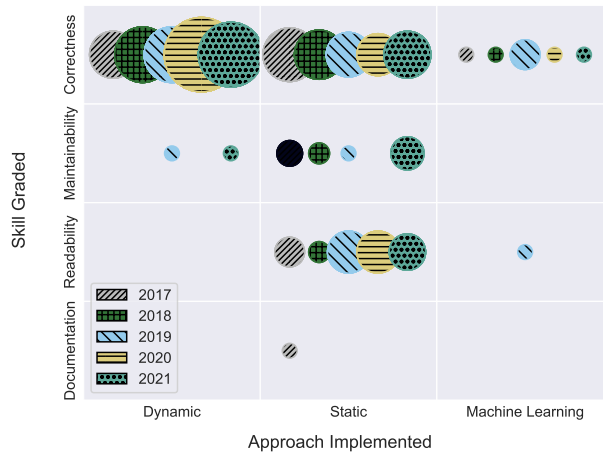 Skill Graded
Correctness
Maintainability
Readability
Documentation
2017
2018
2019
2020
2021
Dynamic
Static
Machine Learning
Approach Implemented